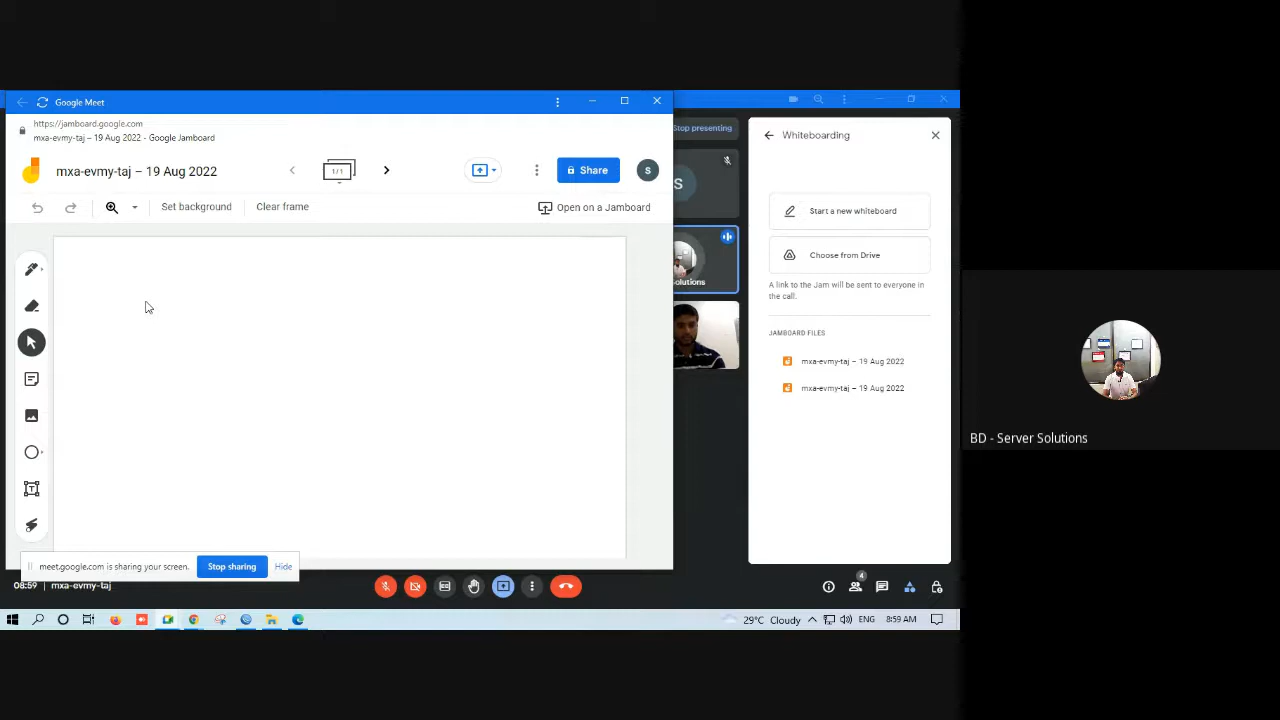 Google Meet
https://jamboard.google.com
mxa-evmy-taj – 19 Aug 2022 - Google Jamboard
mxa-evmy-taj – 19 Aug 2022
1/1
Share
S
Set background
Clear frame
Open on a Jamboard
Stop presenting
S
olutions
Whiteboarding
Start a new whiteboard
Choose from Drive
A link to the Jam will be sent to everyone in
the call.
JAMBOARD FILES
mxa-evmy-taj – 19 Aug 2022
mxa-evmy-taj – 19 Aug 2022
BD - Server Solutions
meet.google.com is sharing your screen.
Stop sharing
Hide
08:59 | mxa-evmy-taj
4
29°C Cloudy
ENG
8:59 AM